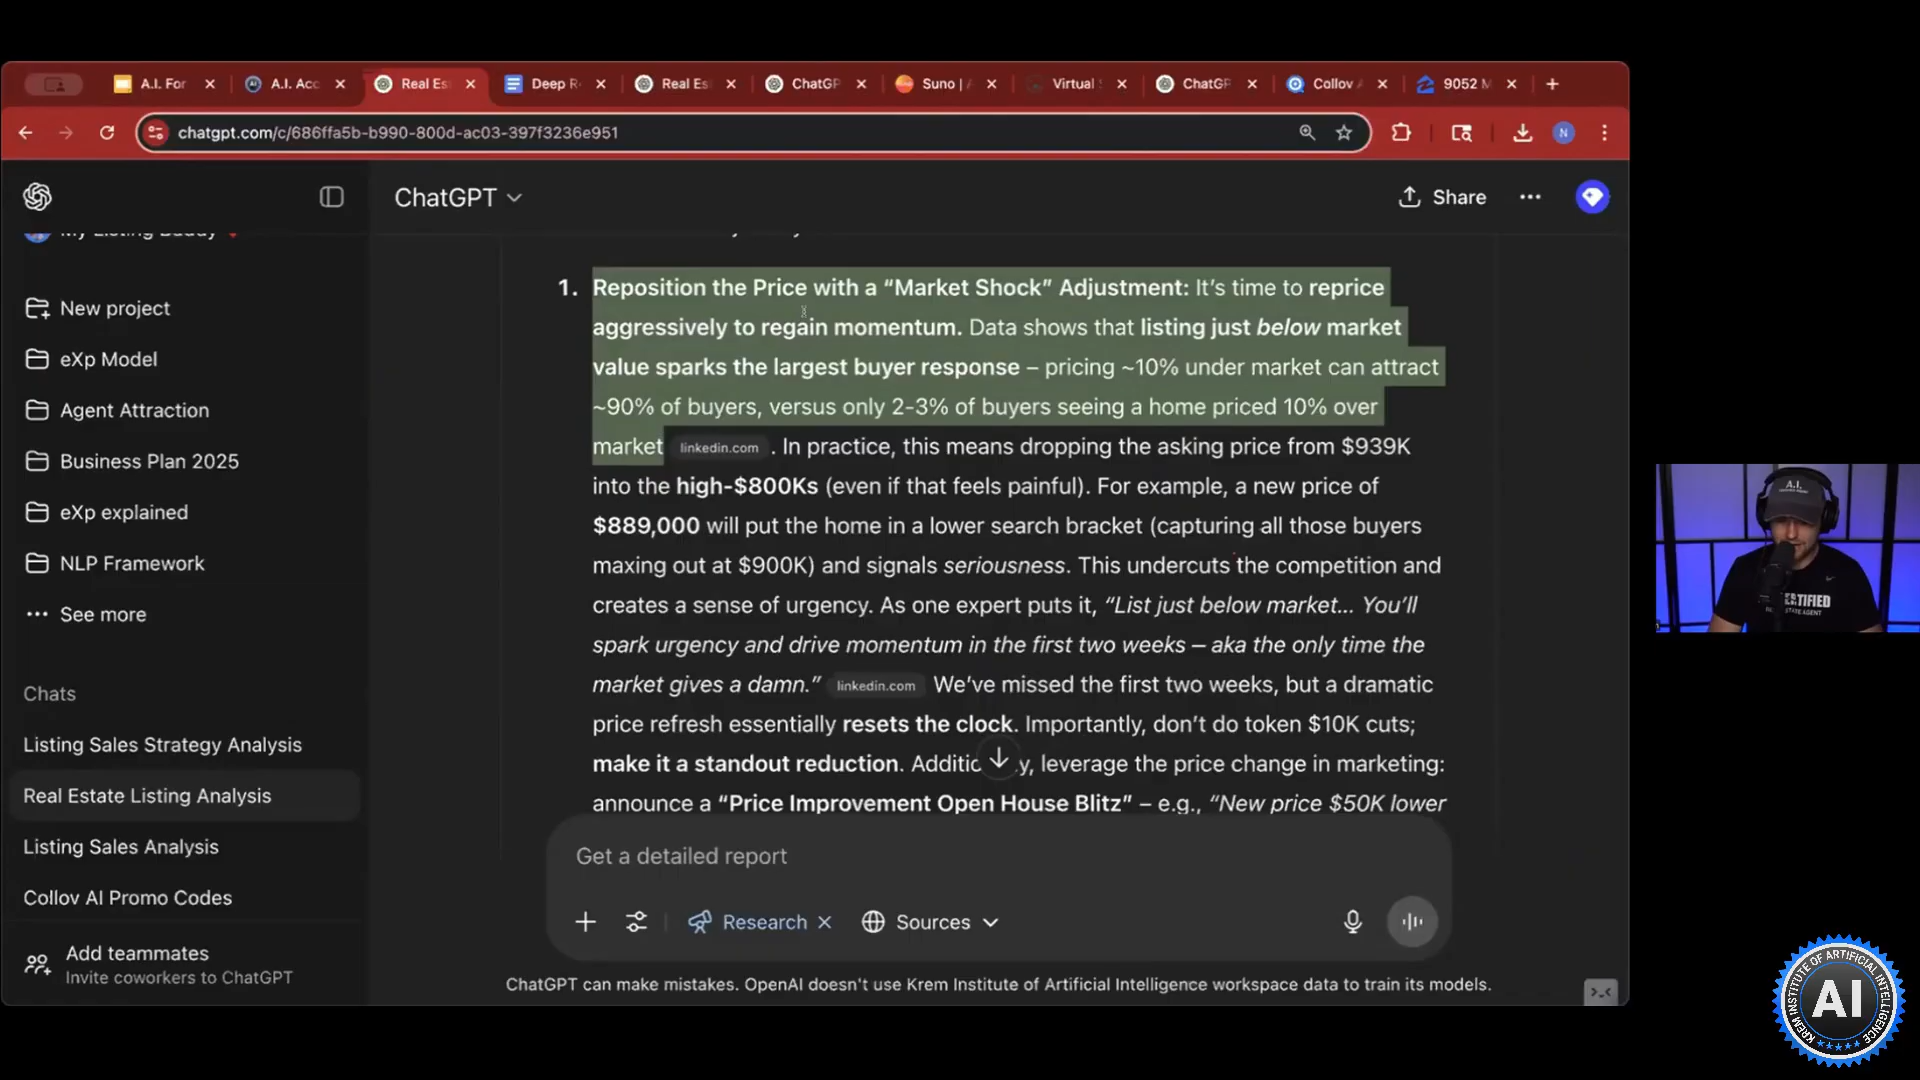 A.I. For
A.I. Acc
Real Es
Deep R
Real Es
ChatGP
Suno | A
Virtual
ChatGP
Collov
9052 M
chatgpt.com/c/686ffa5b-b990-800d-ac03-397f3236e951
N
ChatGPT
Share
My Listing Buddy
New project
eXp Model
Agent Attraction
Business Plan 2025
eXp explained
NLP Framework
See more
Chats
Listing Sales Strategy Analysis
Real Estate Listing Analysis
Listing Sales Analysis
Collov AI Promo Codes
Add teammates
Invite coworkers to ChatGPT
1. Reposition the Price with a “Market Shock” Adjustment: It’s time to reprice
aggressively to regain momentum. Data shows that listing just below market
value sparks the largest buyer response – pricing ~10% under market can attract
~90% of buyers, versus only 2-3% of buyers seeing a home priced 10% over
market linkedin.com . In practice, this means dropping the asking price from $939K
into the high-$800Ks (even if that feels painful). For example, a new price of
$889,000 will put the home in a lower search bracket (capturing all those buyers
maxing out at $900K) and signals seriousness. This undercuts the competition and
creates a sense of urgency. As one expert puts it, “List just below market… You’ll
spark urgency and drive momentum in the first two weeks – aka the only time the
market gives a damn.” linkedin.com We’ve missed the first two weeks, but a dramatic
price refresh essentially resets the clock. Importantly, don’t do token $10K cuts;
make it a standout reduction. Additio y, leverage the price change in marketing:
announce a “Price Improvement Open House Blitz” – e.g., “New price $50K lower
Get a detailed report
Research
Sources
ChatGPT can make mistakes. OpenAI doesn't use Krem Institute of Artificial Intelligence workspace data to train its models.
A.I.
RTIFIED
KREM INSTITUTE OF ARTIFICIAL INTELLIGENCE
AI